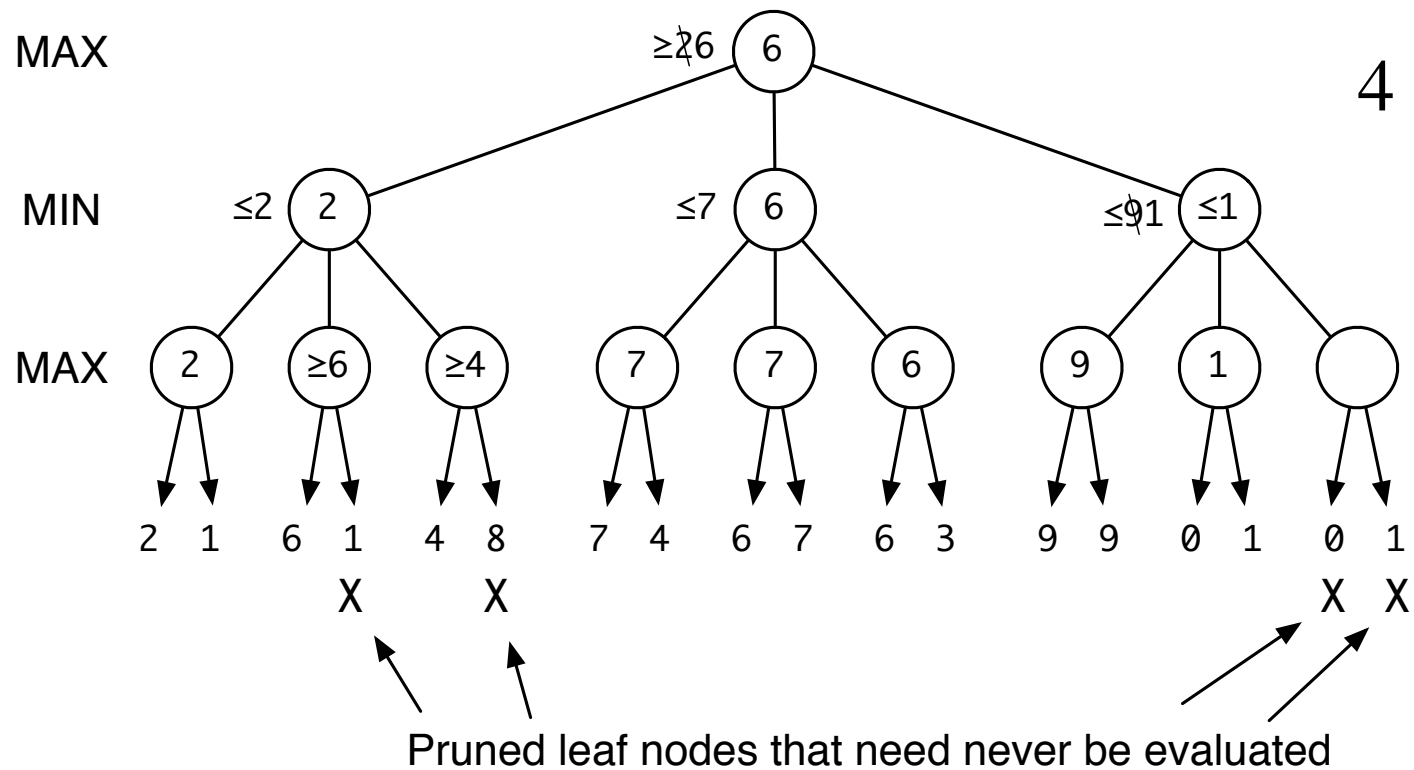 MAX ≥26 6
4
MIN ≤2 2 ≤7 6 ≤91 ≤1
MAX 2 ≥6 ≥4 7 7 6 9 1
2 1 6 1 4 8 7 4 6 7 6 3 9 9 0 1 0 1
X X X X
Pruned leaf nodes that need never be evaluated